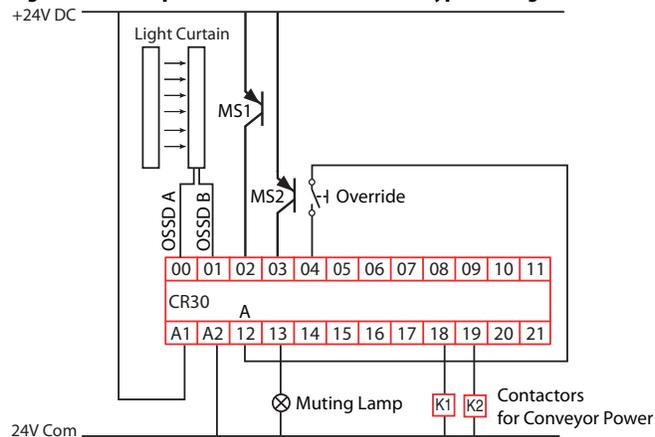 +24V DC
Light Curtain
MS1
MS2
Override
OSSD A
OSSD B
00 01 02 03 04 05 06 07 08 09 10 11
CR30
A
A1 A2 12 13 14 15 16 17 18 19 20 21
Muting Lamp
K1 K2
Contactors
for Conveyor Power
24V Com